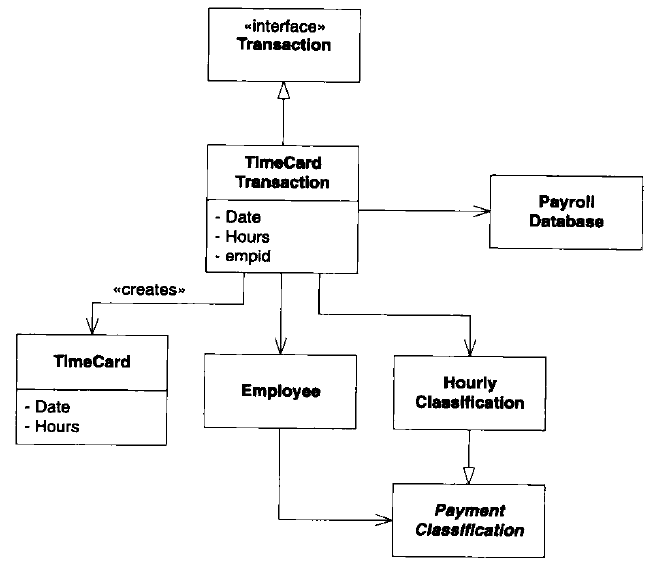 «interface»
Transaction
TimeCard
Transaction
- Date
- Hours
- empid
Payroll
Database
«creates»
TimeCard
- Date
- Hours
Employee
Hourly
Classification
Payment
Classification